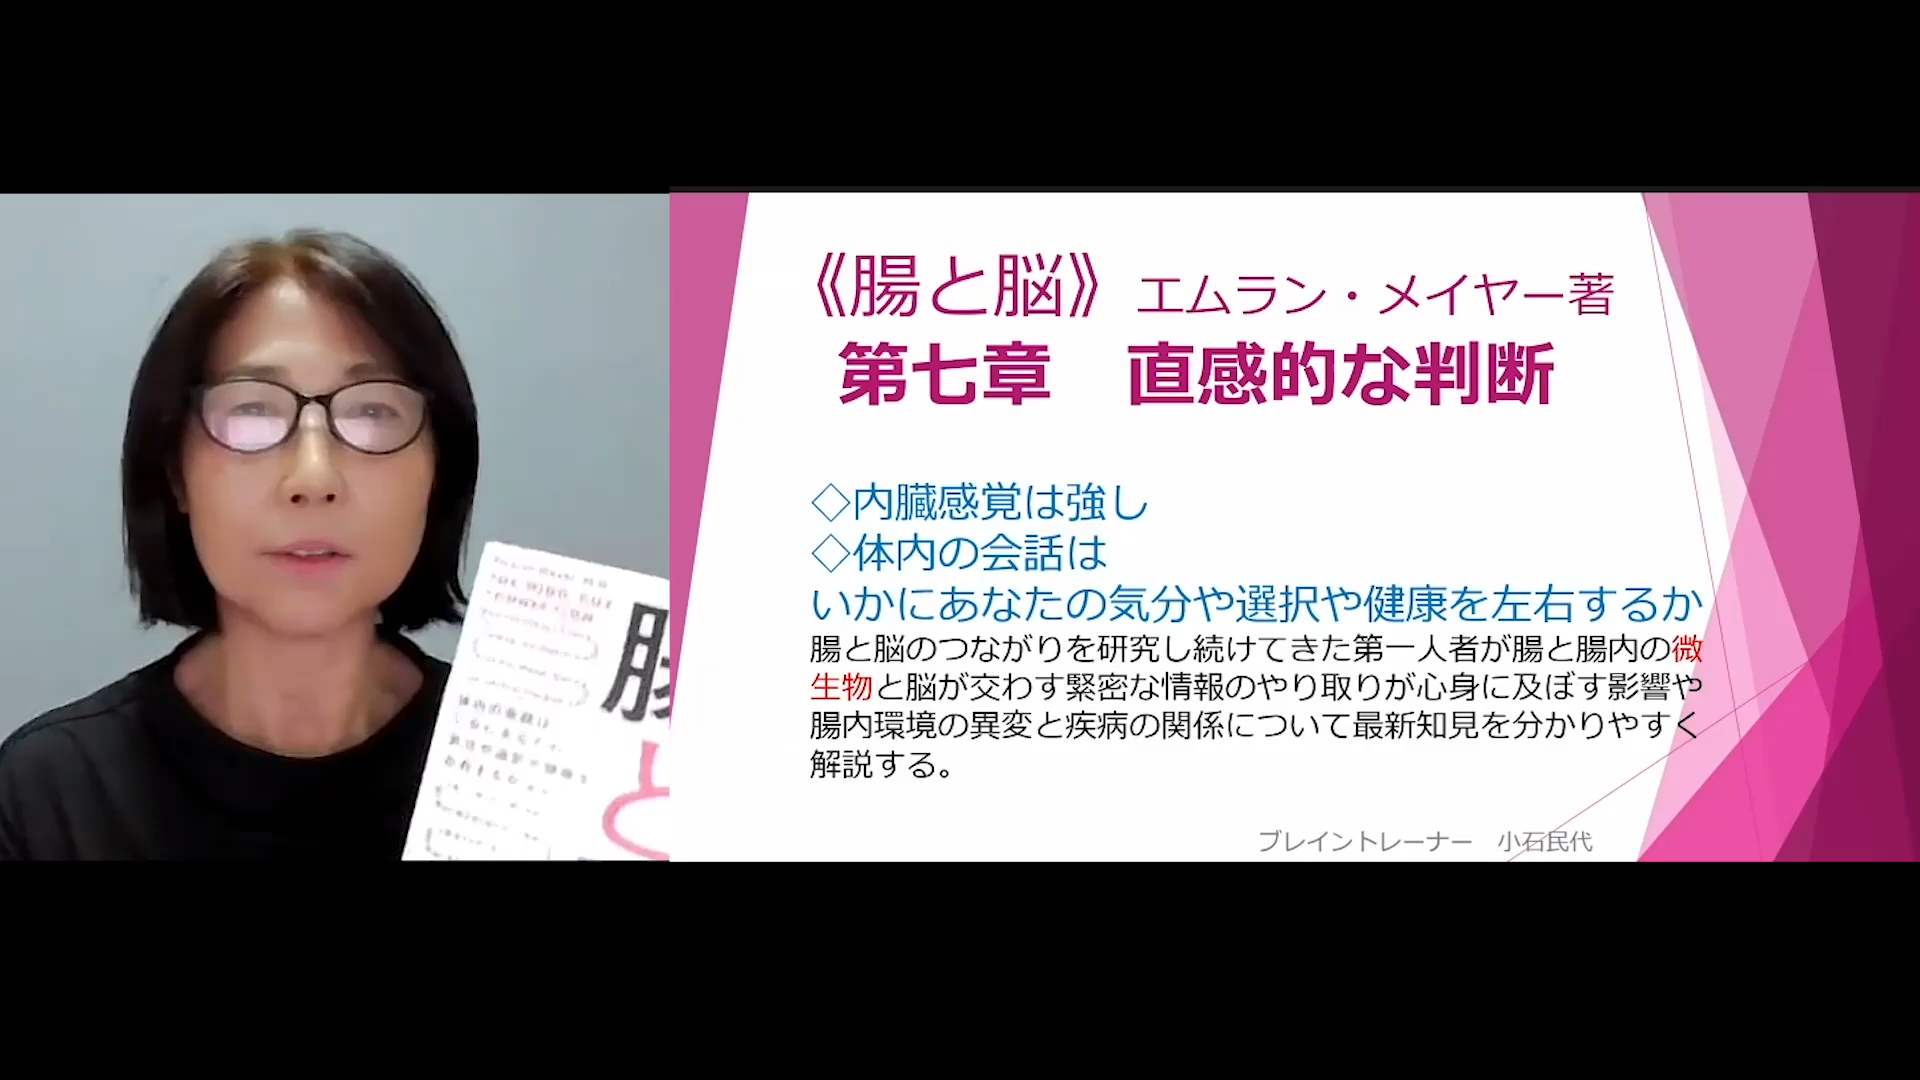 《腸と脳》エムラン・メイヤー著
第七章　直感的な判断
◇内臓感覚は強し
◇体内の会話は
いかにあなたの気分や選択や健康を左右するか
腸と脳のつながりを研究し続けてきた第一人者が腸と腸内の微
生物と脳が交わす緊密な情報のやり取りが心身に及ぼす影響や
腸内環境の異変と疾病の関係について最新知見を分かりやすく
解説する。
ブレイントレーナー　小石民代
と